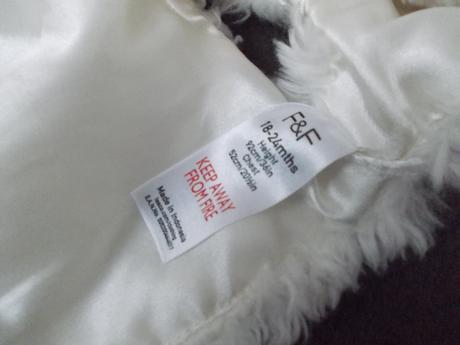 F&F
18-24mths
Height
92cm/36in
Chest
52cm/20½in
KEEP AWAY
FROM FIRE
Made in Indonesia